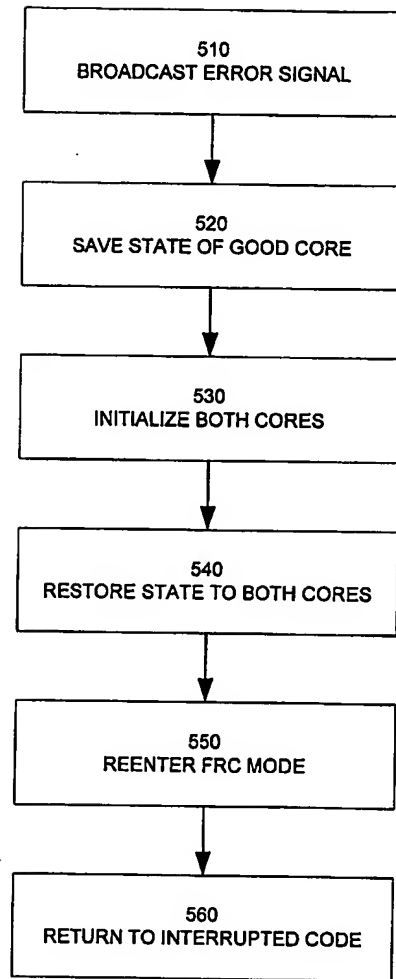 510
BROADCAST ERROR SIGNAL
520
SAVE STATE OF GOOD CORE
530
INITIALIZE BOTH CORES
540
RESTORE STATE TO BOTH CORES
550
REENTER FRC MODE
560
RETURN TO INTERRUPTED CODE